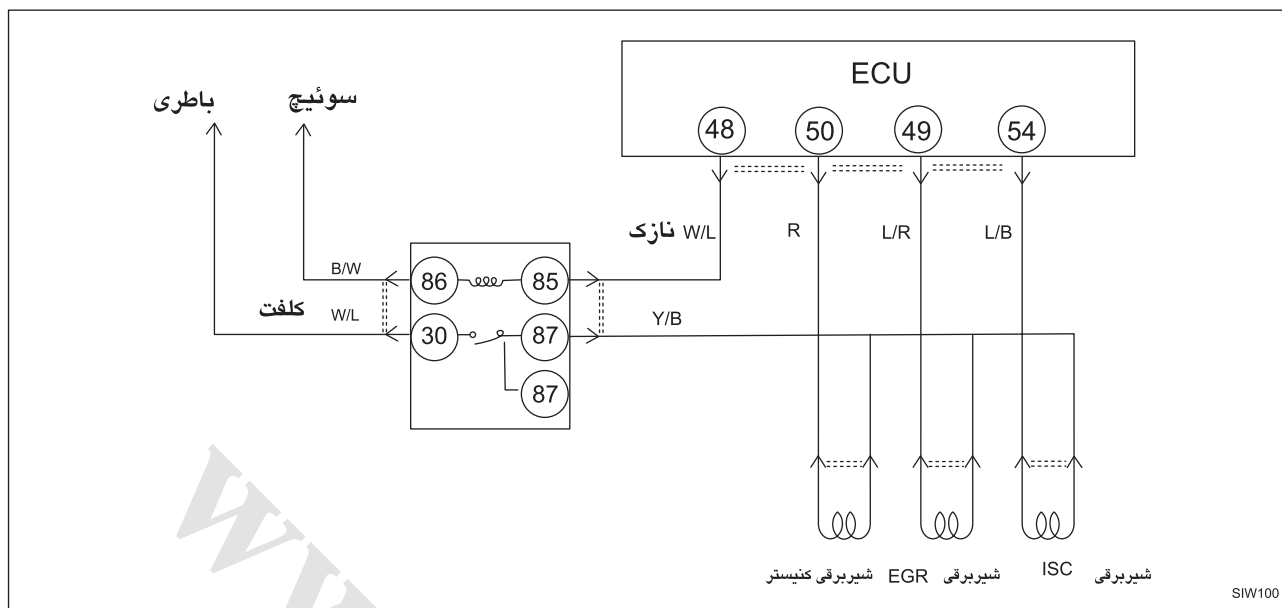 ECU
باطری
سوئیچ
48
50
49
54
نازک W/L
R
L/R
L/B
B/W
86
85
کلفت W/L
30
87
Y/B
87
شیربرقی کنیستر
EGR شیربرقی
ISC شیربرقی
SIW100